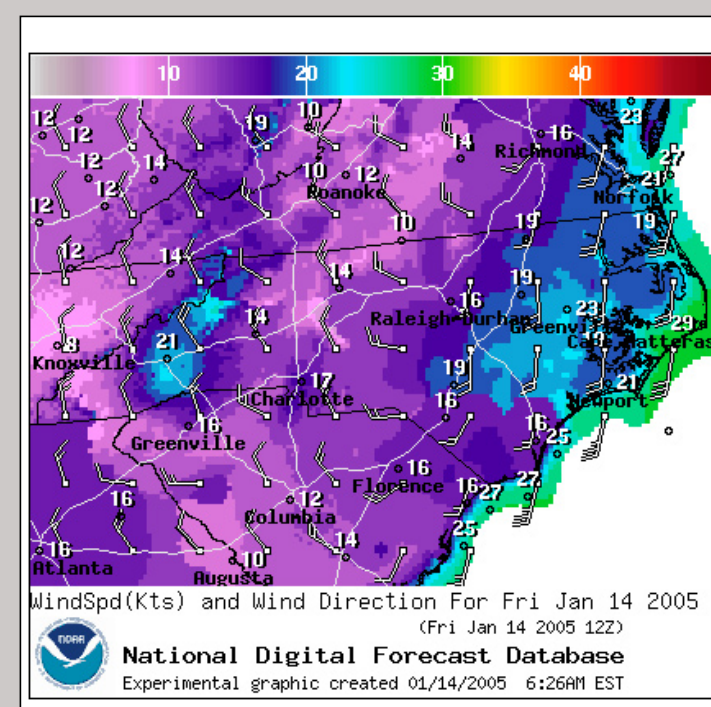 10 20 30 40
12 12 19 10 16 23
14 27
12 14 10 12 21
12 Roanoke Richmond Norfolk
12 10 19 19
12 14
14 19
16 23
14 Raleigh-Durham Greenville 29
8 21 Cape Hatteras
Knoxville
17 19 21
Charlotte Newport
16 16 16
Greenville 25
16
Florence
16 12 16 27 27
Columbia
16 14 25
Atlanta 10
Augusta
WindSpd(Kts) and Wind Direction For Fri Jan 14 2005
(Fri Jan 14 2005 12Z)
NOAA
National Digital Forecast Database
Experimental graphic created 01/14/2005 6:26AM EST